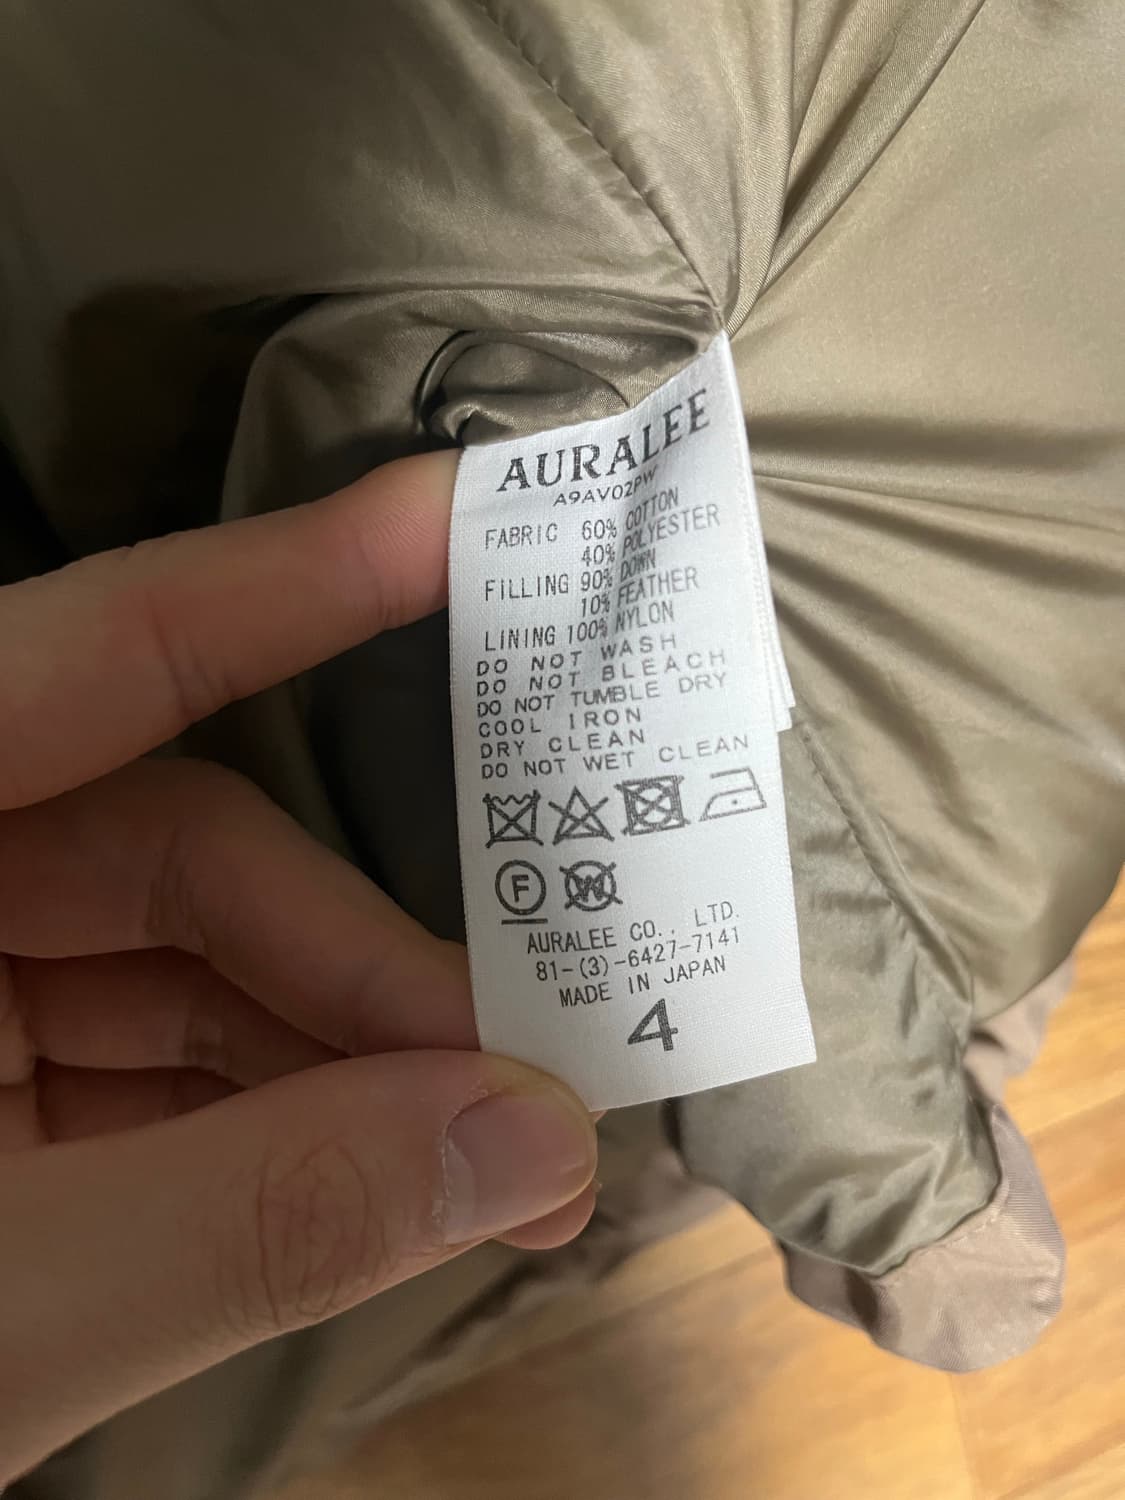 AURALEE
A9AV02PW
FABRIC 60% COTTON
40% POLYESTER
FILLING 90% DOWN
10% FEATHER
LINING 100% NYLON
DO NOT WASH
DO NOT BLEACH
DO NOT TUMBLE DRY
COOL IRON
DRY CLEAN
DO NOT WET CLEAN
F W
AURALEE CO., LTD.
81-(3)-6427-7141
MADE IN JAPAN
4